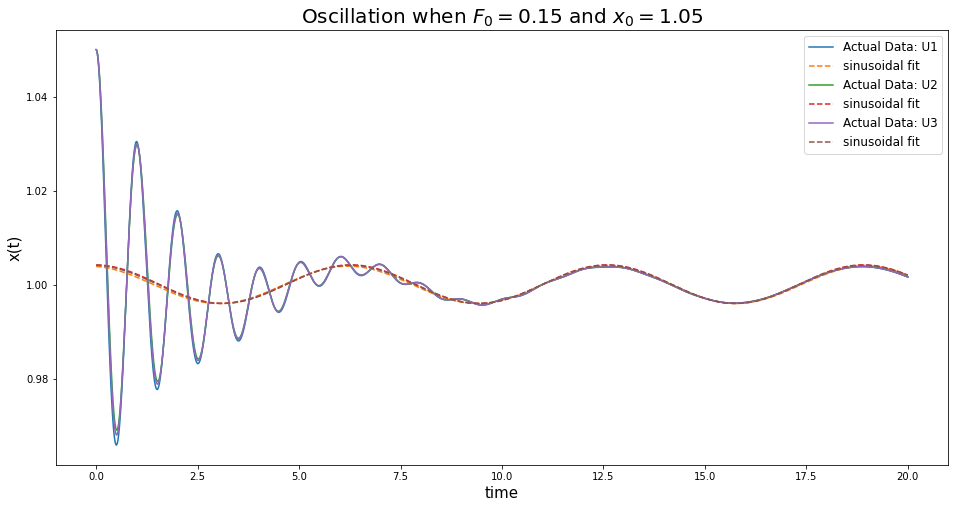 Oscillation when $F_0 = 0.15$ and $x_0 = 1.05$
Actual Data: U1
sinusoidal fit
Actual Data: U2
sinusoidal fit
Actual Data: U3
sinusoidal fit
x(t)
1.04
1.02
1.00
0.98
0.0 2.5 5.0 7.5 10.0 12.5 15.0 17.5 20.0
time